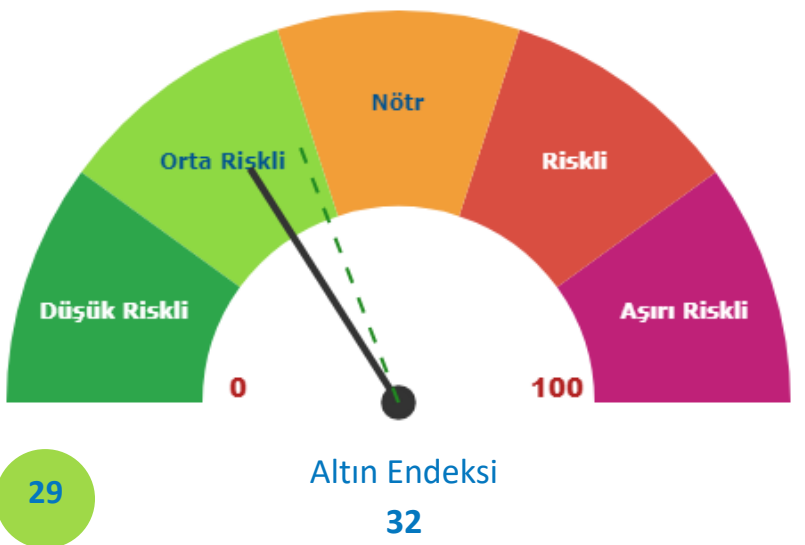 Nötr
Orta Riskli
Riskli
Düşük Riskli
Aşırı Riskli
0
100
29
Altın Endeksi
32